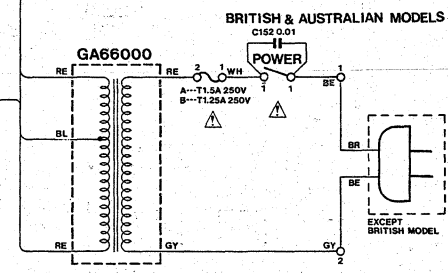 BRITISH & AUSTRALIAN MODELS
C152 0.01
GA66000
POWER
RE
RE
2
1
WH
1
1
1
BE
A---T1.5A 250V
B---T1.25A 250V
!
!
BL
BR
BE
EXCEPT
BRITISH MODEL
RE
GY
GY
2